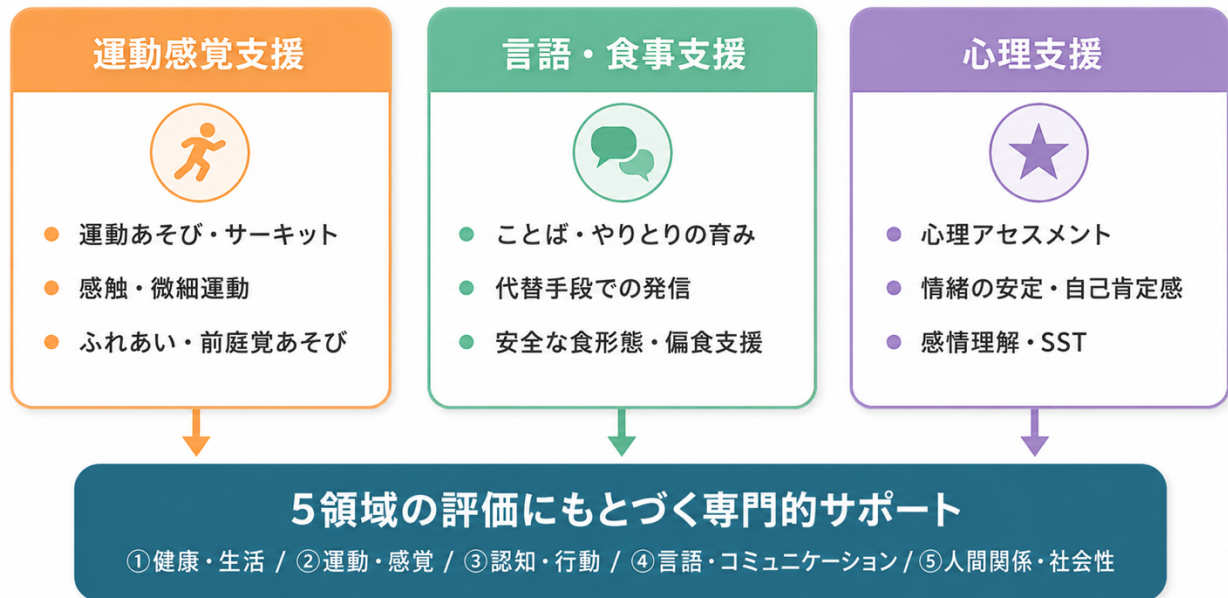 運動感覚支援
運動あそび・サーキット
感触・微細運動
ふれあい・前庭覚あそび
言語・食事支援
ことば・やりとりの育み
代替手段での発信
安全な食形態・偏食支援
心理支援
心理アセスメント
情緒の安定・自己肯定感
感情理解・SST
5領域の評価にもとづく専門的サポート
①健康・生活 / ②運動・感覚 / ③認知・行動 / ④言語・コミュニケーション / ⑤人間関係・社会性